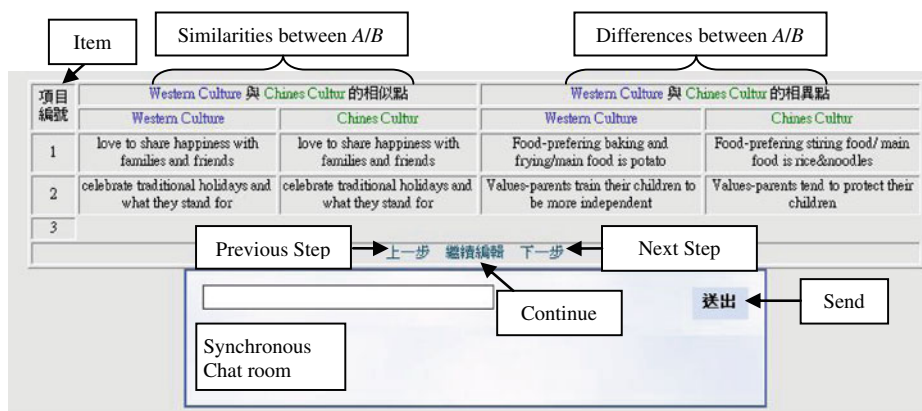 Item
Similarities between A/B
Differences between A/B
項目
編號
Western Culture 與 Chines Cultur 的相似點
Western Culture 與 Chines Cultur 的相異點
Western Culture
Chines Cultur
Western Culture
Chines Cultur
1
love to share happiness with
families and friends
love to share happiness with
families and friends
Food-prefering baking and
frying/main food is potato
Food-prefering stiring food/ main
food is rice&noodles
2
celebrate traditional holidays and
what they stand for
celebrate traditional holidays and
what they stand for
Values-parents train their children to
be more independent
Values-parents tend to protect their
children
3
Previous Step
上一步 繼續編輯 下一步
Next Step
Continue
送出
Send
Synchronous
Chat room